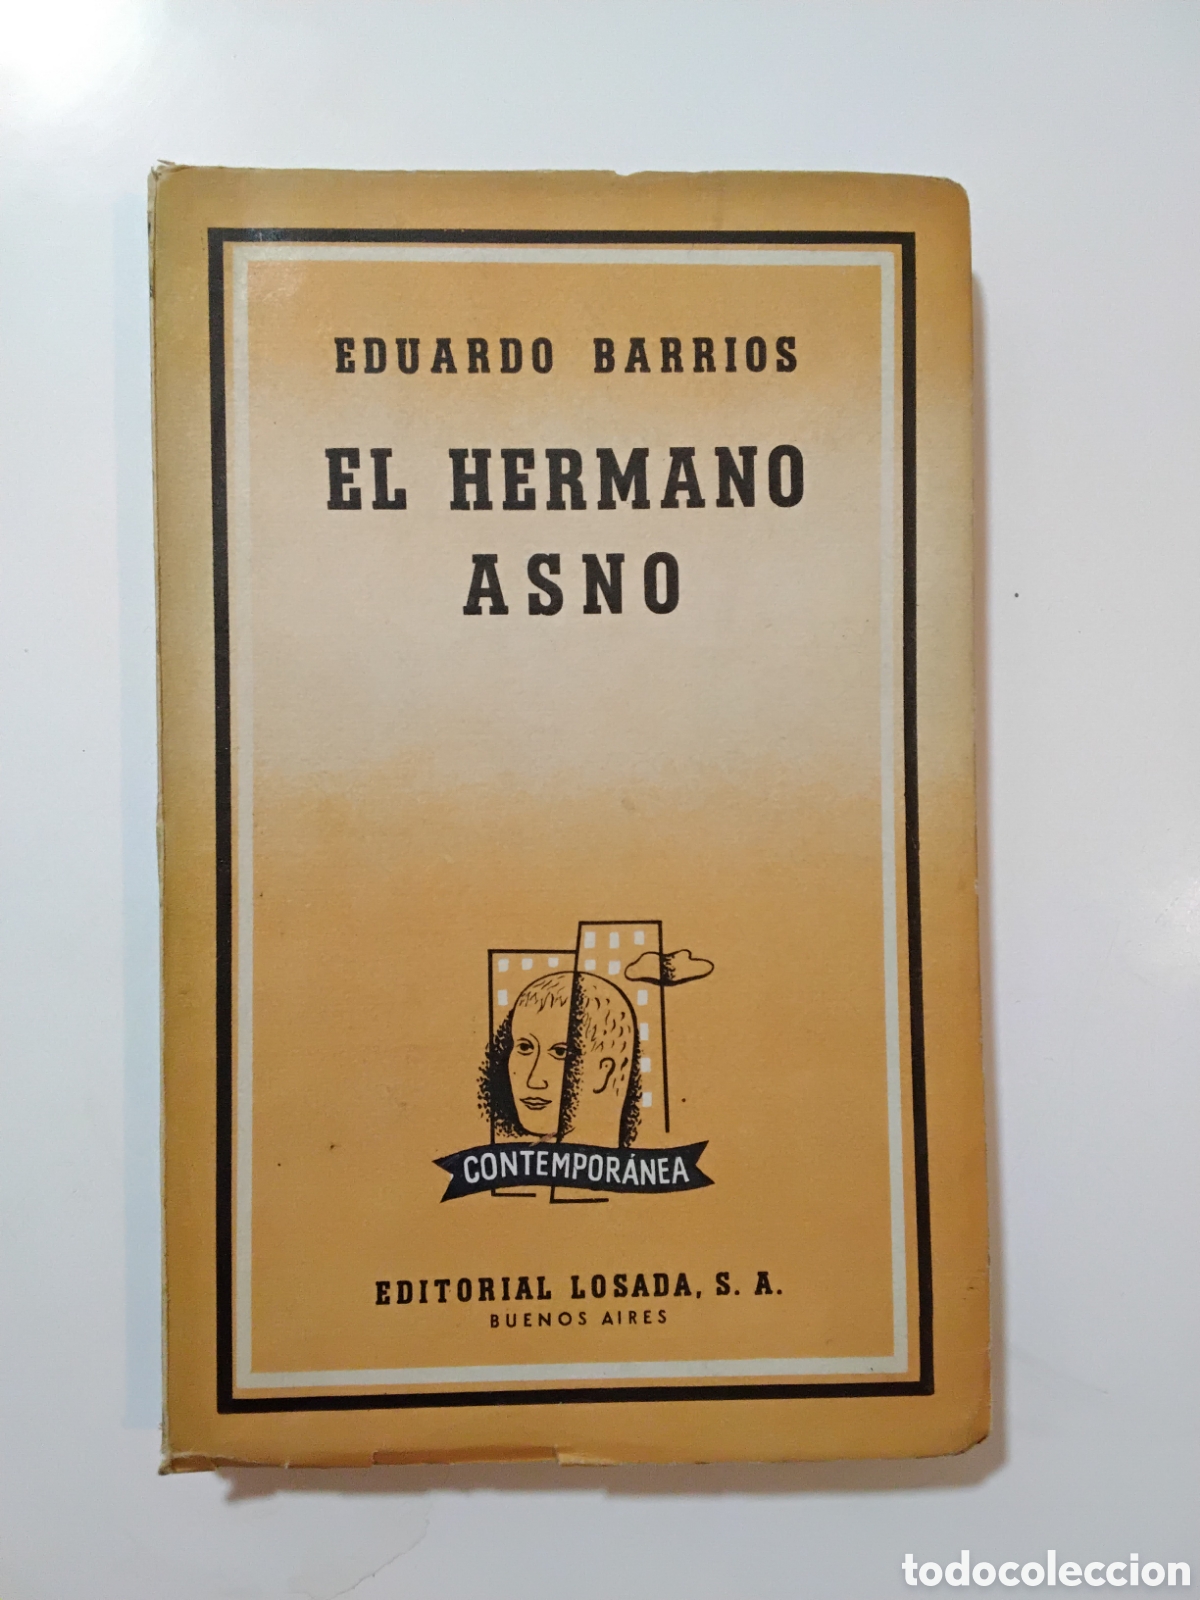 EDUARDO BARRIOS
EL HERMANO
ASNO
CONTEMPORÁNEA
EDITORIAL LOSADA, S. A.
BUENOS AIRES
todocoleccion